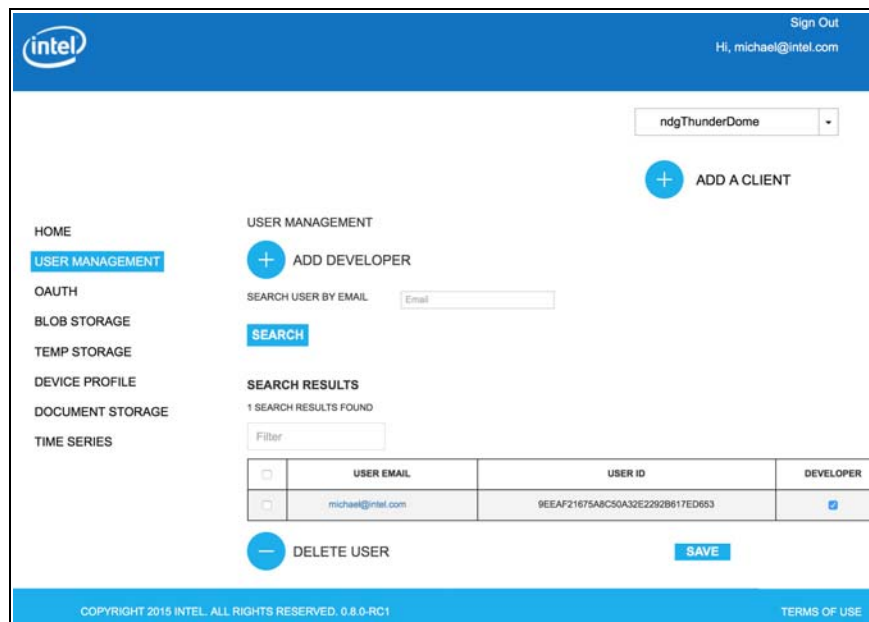 intel
Sign Out
Hi, michael@intel.com
ndgThunderDome
+ ADD A CLIENT
HOME
USER MANAGEMENT
OAUTH
BLOB STORAGE
TEMP STORAGE
DEVICE PROFILE
DOCUMENT STORAGE
TIME SERIES
USER MANAGEMENT
+ ADD DEVELOPER
SEARCH USER BY EMAIL Email
SEARCH
SEARCH RESULTS
1 SEARCH RESULTS FOUND
Filter
USER EMAIL USER ID DEVELOPER
michael@intel.com 9EEAF21675A8C50A32E2292B617ED653
− DELETE USER SAVE
COPYRIGHT 2015 INTEL. ALL RIGHTS RESERVED. 0.8.0-RC1 TERMS OF USE